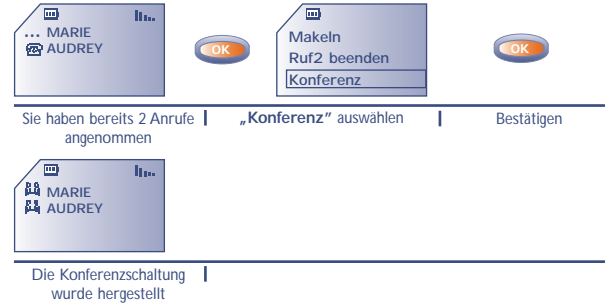 ... MARIE
AUDREY
OK
Makeln
Ruf2 beenden
Konferenz
OK
Sie haben bereits 2 Anrufe
angenommen
„Konferenz” auswählen
Bestätigen
MARIE
AUDREY
Die Konferenzschaltung
wurde hergestellt